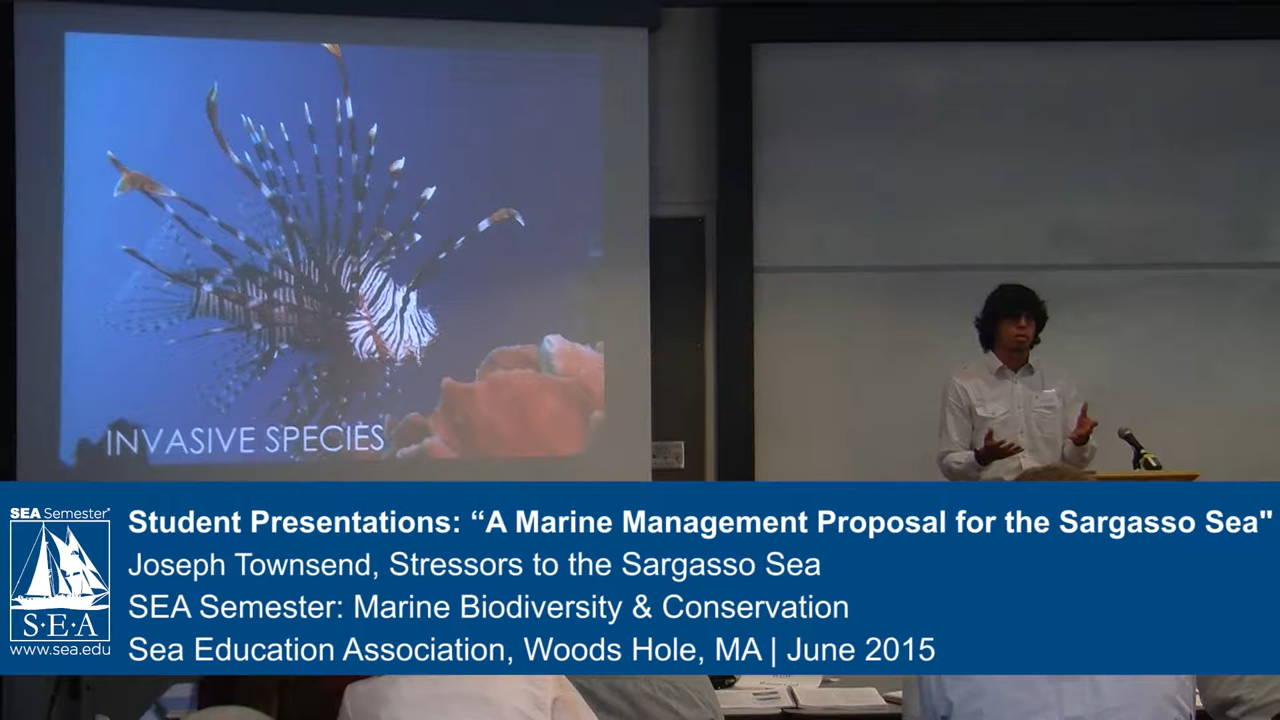 INVASIVE SPECIES
SEA Semester®
S·E·A
www.sea.edu
Student Presentations: “A Marine Management Proposal for the Sargasso Sea"
Joseph Townsend, Stressors to the Sargasso Sea
SEA Semester: Marine Biodiversity & Conservation
Sea Education Association, Woods Hole, MA | June 2015